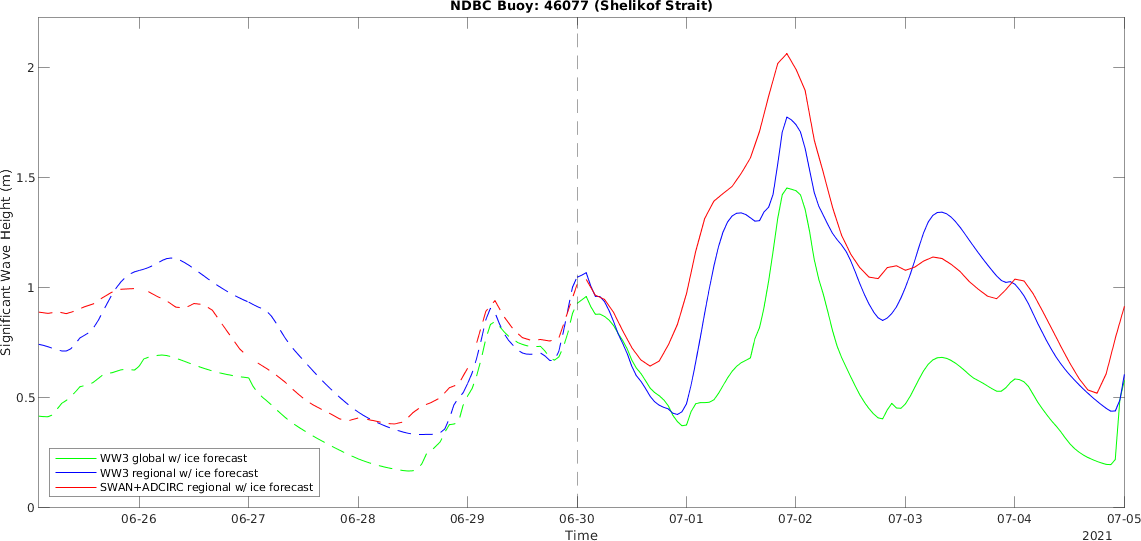 NDBC Buoy: 46077 (Shelikof Strait)
Significant Wave Height (m)
2
1.5
1
0.5
0
WW3 global w/ ice forecast
WW3 regional w/ ice forecast
SWAN+ADCIRC regional w/ ice forecast
06-26 06-27 06-28 06-29 06-30 07-01 07-02 07-03 07-04 07-05
Time
2021